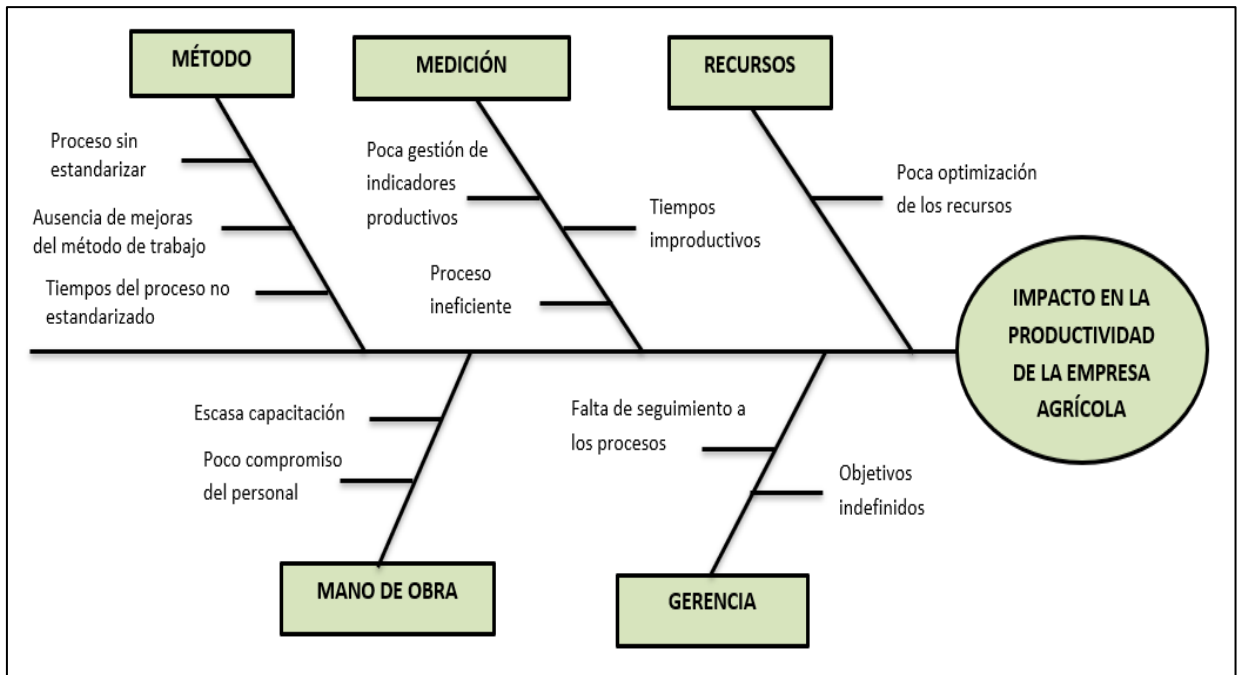 MÉTODO
MEDICIÓN
RECURSOS
Proceso sin
estandarizar
Ausencia de mejoras
del método de trabajo
Tiempos del proceso no
estandarizado
Poca gestión de
indicadores
productivos
Proceso
ineficiente
Tiempos
improductivos
Poca optimización
de los recursos
IMPACTO EN LA
PRODUCTIVIDAD
DE LA EMPRESA
AGRÍCOLA
Escasa capacitación
Poco compromiso
del personal
Falta de seguimiento a
los procesos
Objetivos
indefinidos
MANO DE OBRA
GERENCIA